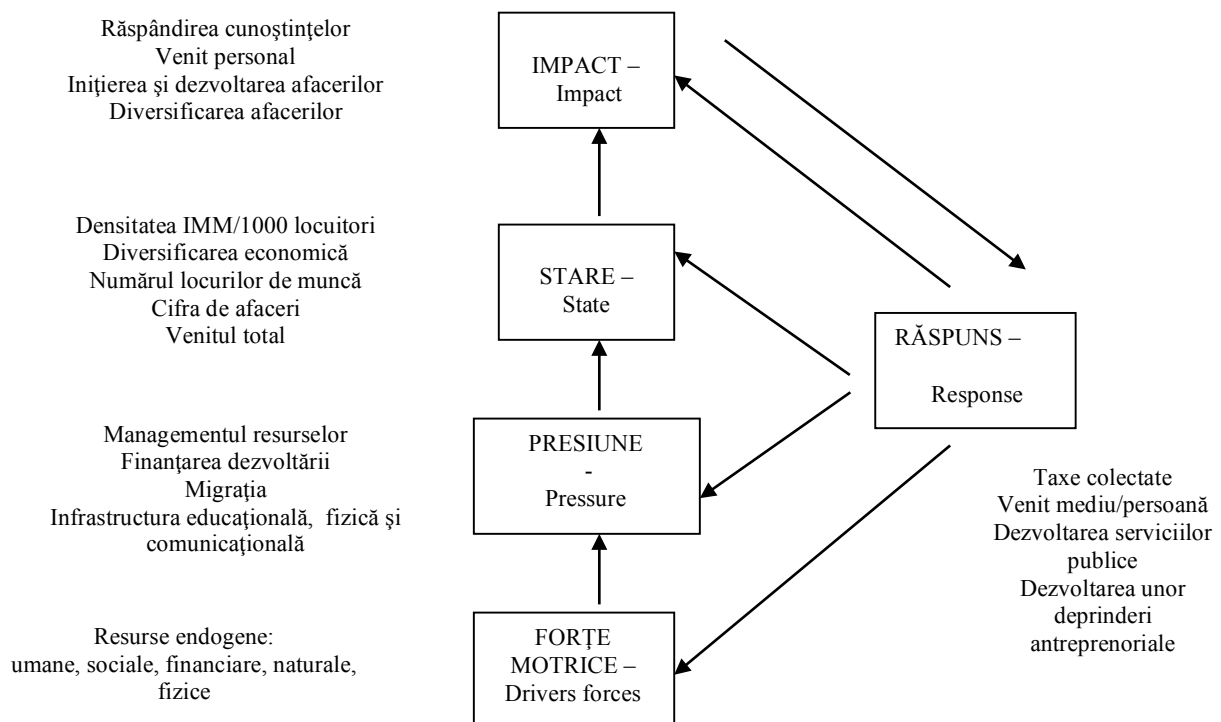 Răspândirea cunoştinţelor
Venit personal
Iniţierea şi dezvoltarea afacerilor
Diversificarea afacerilor
IMPACT –
Impact
Densitatea IMM/1000 locuitori
Diversificarea economică
Numărul locurilor de muncă
Cifra de afaceri
Venitul total
STARE –
State
RĂSPUNS –
Response
Managementul resurselor
Finanţarea dezvoltării
Migraţia
Infrastructura educaţională, fizică şi
comunicaţională
PRESIUNE
-
Pressure
Taxe colectate
Venit mediu/persoană
Dezvoltarea serviciilor
publice
Dezvoltarea unor
deprinderi
antreprenoriale
Resurse endogene:
umane, sociale, financiare, naturale,
fizice
FORŢE
MOTRICE –
Drivers forces